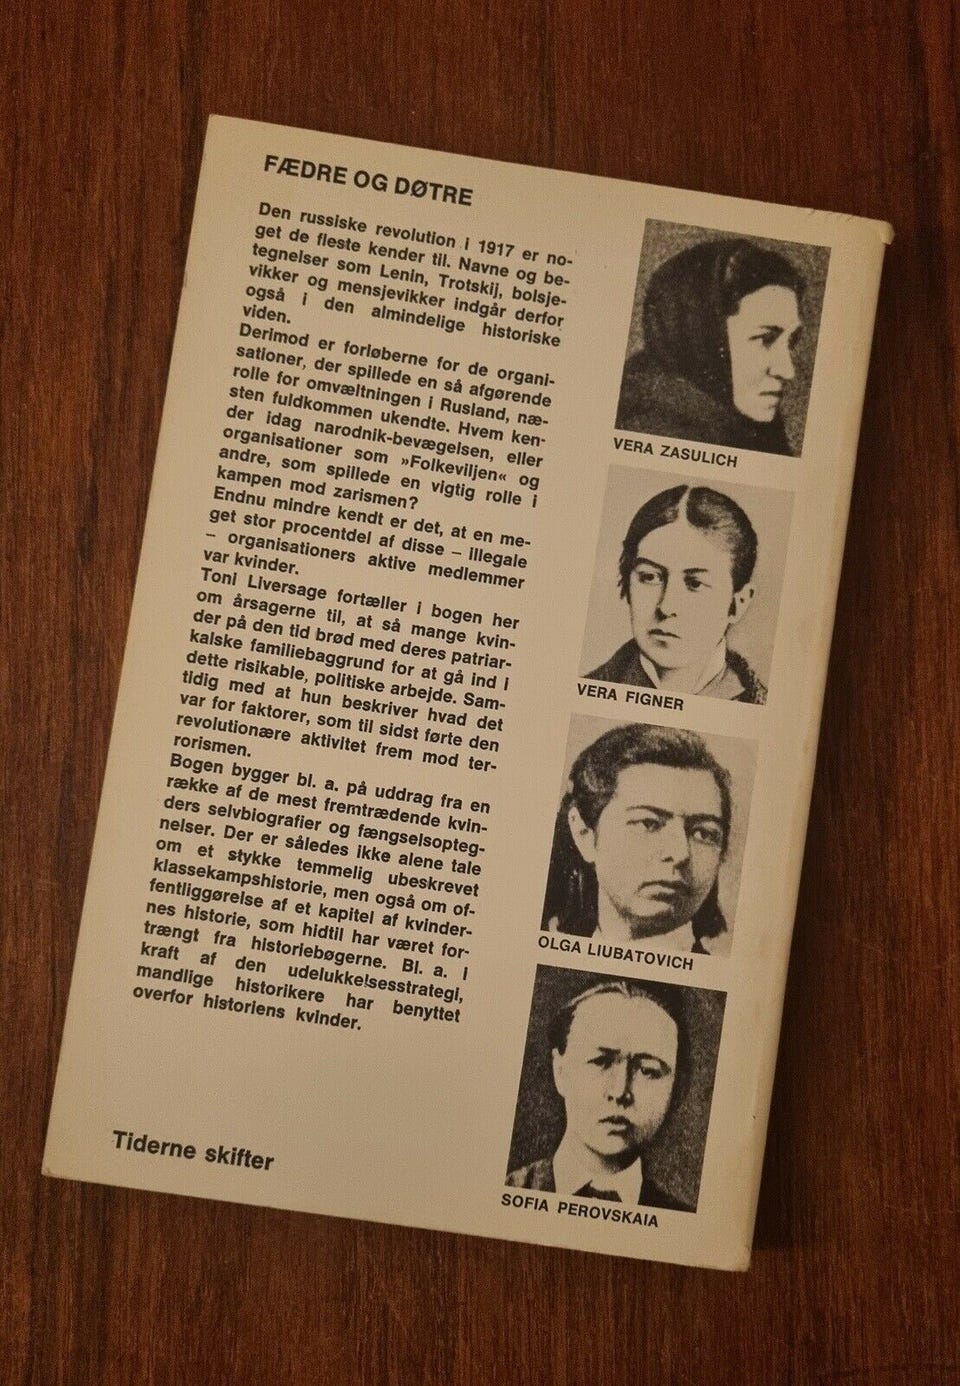 FÆDRE OG DØTRE
Den russiske revolution i 1917 er no-
get de fleste kender til. Navne og be-
tegnelser som Lenin, Trotskij, bolsje-
vikker og mensjevikker indgår derfor
også i den almindelige historiske
viden.
Derimod er forløberne for de organi-
sationer, der spillede en så afgørende
rolle for omvæltningen i Rusland, næ-
sten fuldkommen ukendte. Hvem ken-
der idag narodnik-bevægelsen, eller
organisationer som »Folkeviljen« og
andre, som spillede en vigtig rolle i
kampen mod zarismen?
Endnu mindre kendt er det, at en me-
get stor procentdel af disse – illegale
– organisationers aktive medlemmer
var kvinder.
Toni Liversage fortæller i bogen her
om årsagerne til, at så mange kvin-
der på den tid brød med deres patriar-
kalske familiebaggrund for at gå ind i
dette risikable, politiske arbejde. Sam-
tidig med at hun beskriver hvad det
var for faktorer, som til sidst førte den
revolutionære aktivitet frem mod ter-
rorismen.
Bogen bygger bl. a. på uddrag fra en
række af de mest fremtrædende kvin-
ders selvbiografier og fængselsopteg-
nelser. Der er således ikke alene tale
om et stykke temmelig ubeskrevet
klassekampshistorie, men også om of-
fentliggørelse af et kapitel af kvinder-
nes historie, som hidtil har været for-
trængt fra historiebøgerne. Bl. a. i
kraft af den udelukkelsesstrategi,
mandlige historikere har benyttet
overfor historiens kvinder.
Tiderne skifter
VERA ZASULICH
VERA FIGNER
OLGA LIUBATOVICH
SOFIA PEROVSKAIA